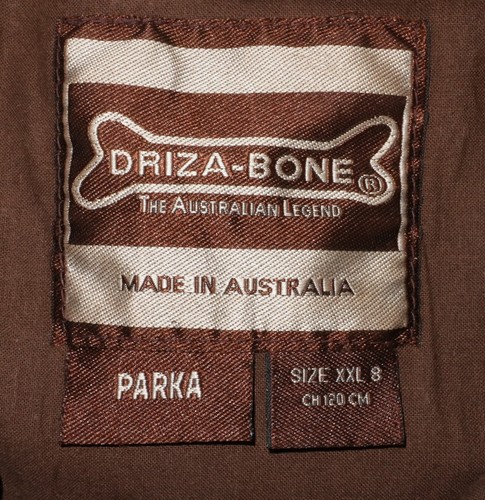 DRIZA-BONE ®
THE AUSTRALIAN LEGEND
MADE IN AUSTRALIA
PARKA
SIZE XXL 8
CH 120 CM